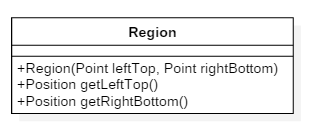 Region
+Region(Point leftTop, Point rightBottom)
+Position getLeftTop()
+Position getRightBottom()